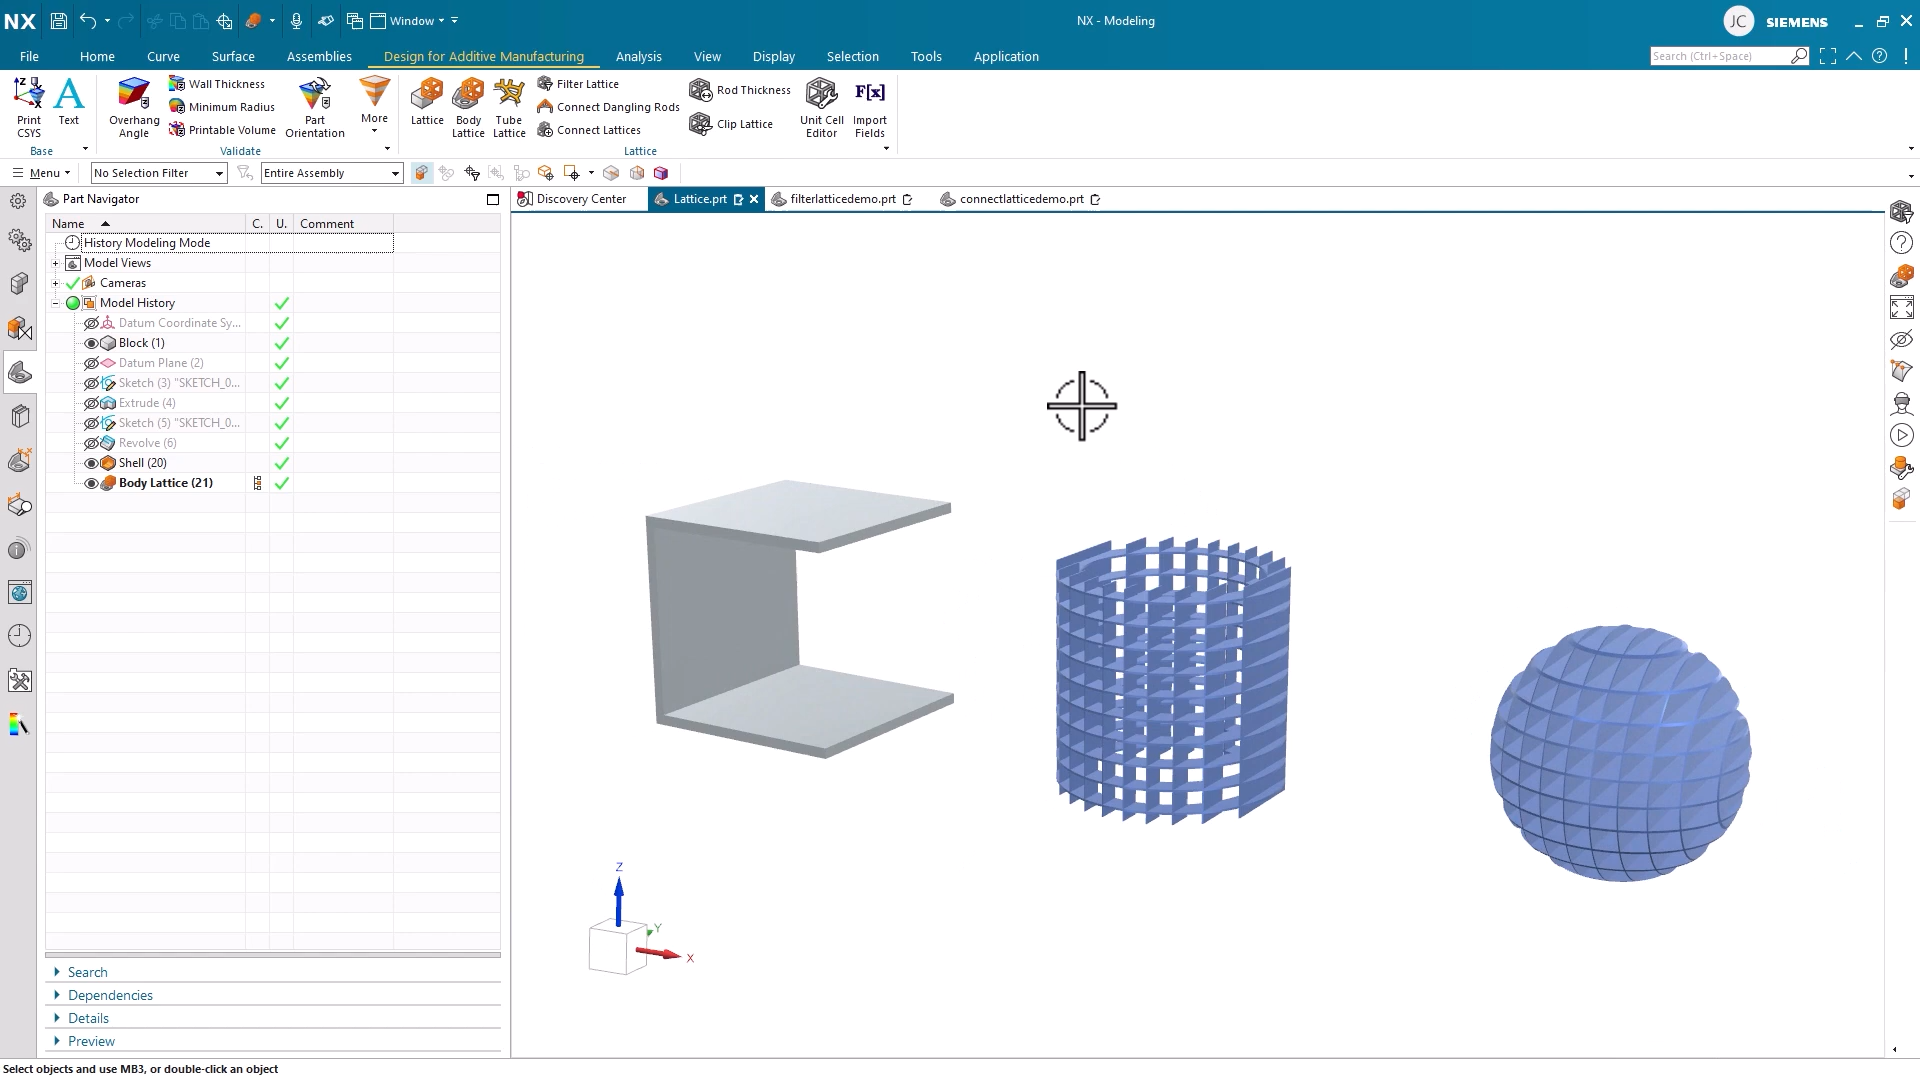 NX
Window
NX - Modeling
JC
SIEMENS
File
Home
Curve
Surface
Assemblies
Design for Additive Manufacturing
Analysis
View
Display
Selection
Tools
Application
Search (Ctrl+Space)
Print CSYS
Text
Base
Overhang Angle
Wall Thickness
Minimum Radius
Printable Volume
Part Orientation
More
Validate
Lattice
Body Lattice
Tube Lattice
Filter Lattice
Connect Dangling Rods
Connect Lattices
Rod Thickness
Clip Lattice
Unit Cell Editor
F[x]
Import Fields
Lattice
Menu
No Selection Filter
Entire Assembly
Part Navigator
Discovery Center
Lattice.prt
filterlatticedemo.prt
connectlatticedemo.prt
Name
C.
U.
Comment
History Modeling Mode
Model Views
Cameras
Model History
Datum Coordinate Sy...
Block (1)
Datum Plane (2)
Sketch (3) "SKETCH_0...
Extrude (4)
Sketch (5) "SKETCH_0...
Revolve (6)
Shell (20)
Body Lattice (21)
Z
Y
X
Search
Dependencies
Details
Preview
Select objects and use MB3, or double-click an object